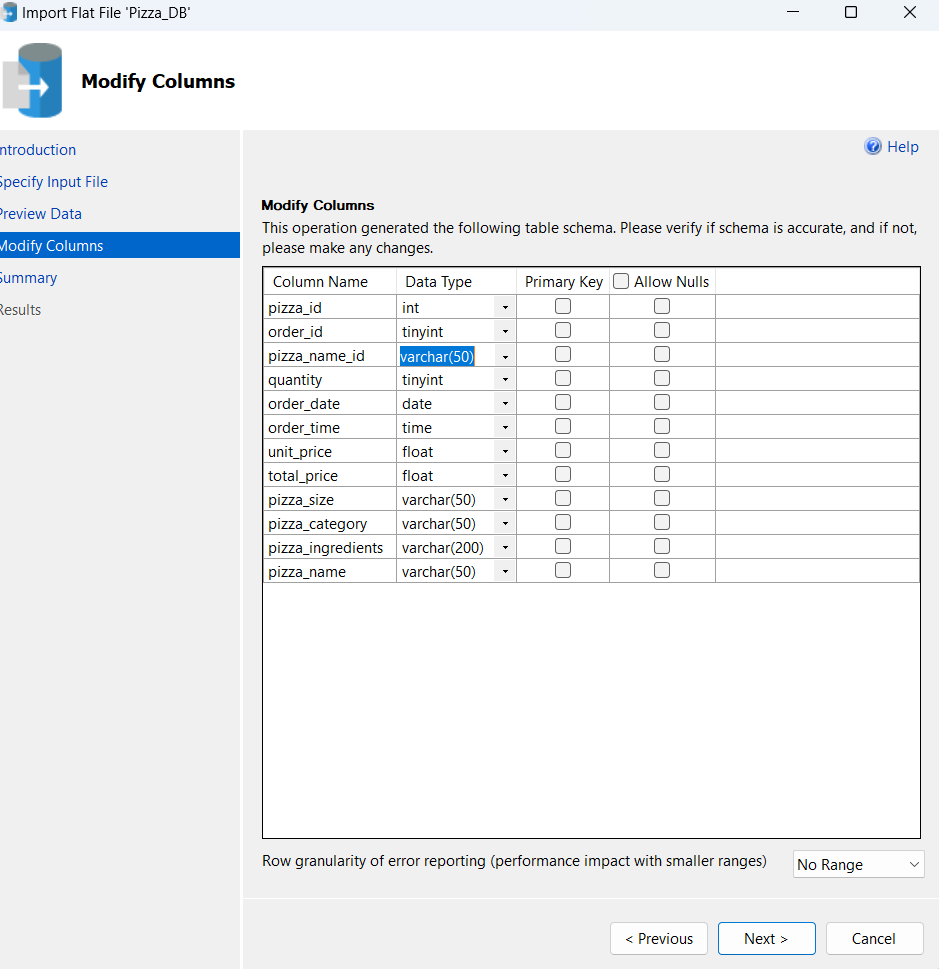 Import Flat File 'Pizza_DB'
Modify Columns
ntroduction
Specify Input File
Preview Data
Modify Columns
Summary
Results
Help
Modify Columns
This operation generated the following table schema. Please verify if schema is accurate, and if not,
please make any changes.
Column Name Data Type Primary Key Allow Nulls
pizza_id int
order_id tinyint
pizza_name_id varchar(50)
quantity tinyint
order_date date
order_time time
unit_price float
total_price float
pizza_size varchar(50)
pizza_category varchar(50)
pizza_ingredients varchar(200)
pizza_name varchar(50)
Row granularity of error reporting (performance impact with smaller ranges) No Range
< Previous Next > Cancel